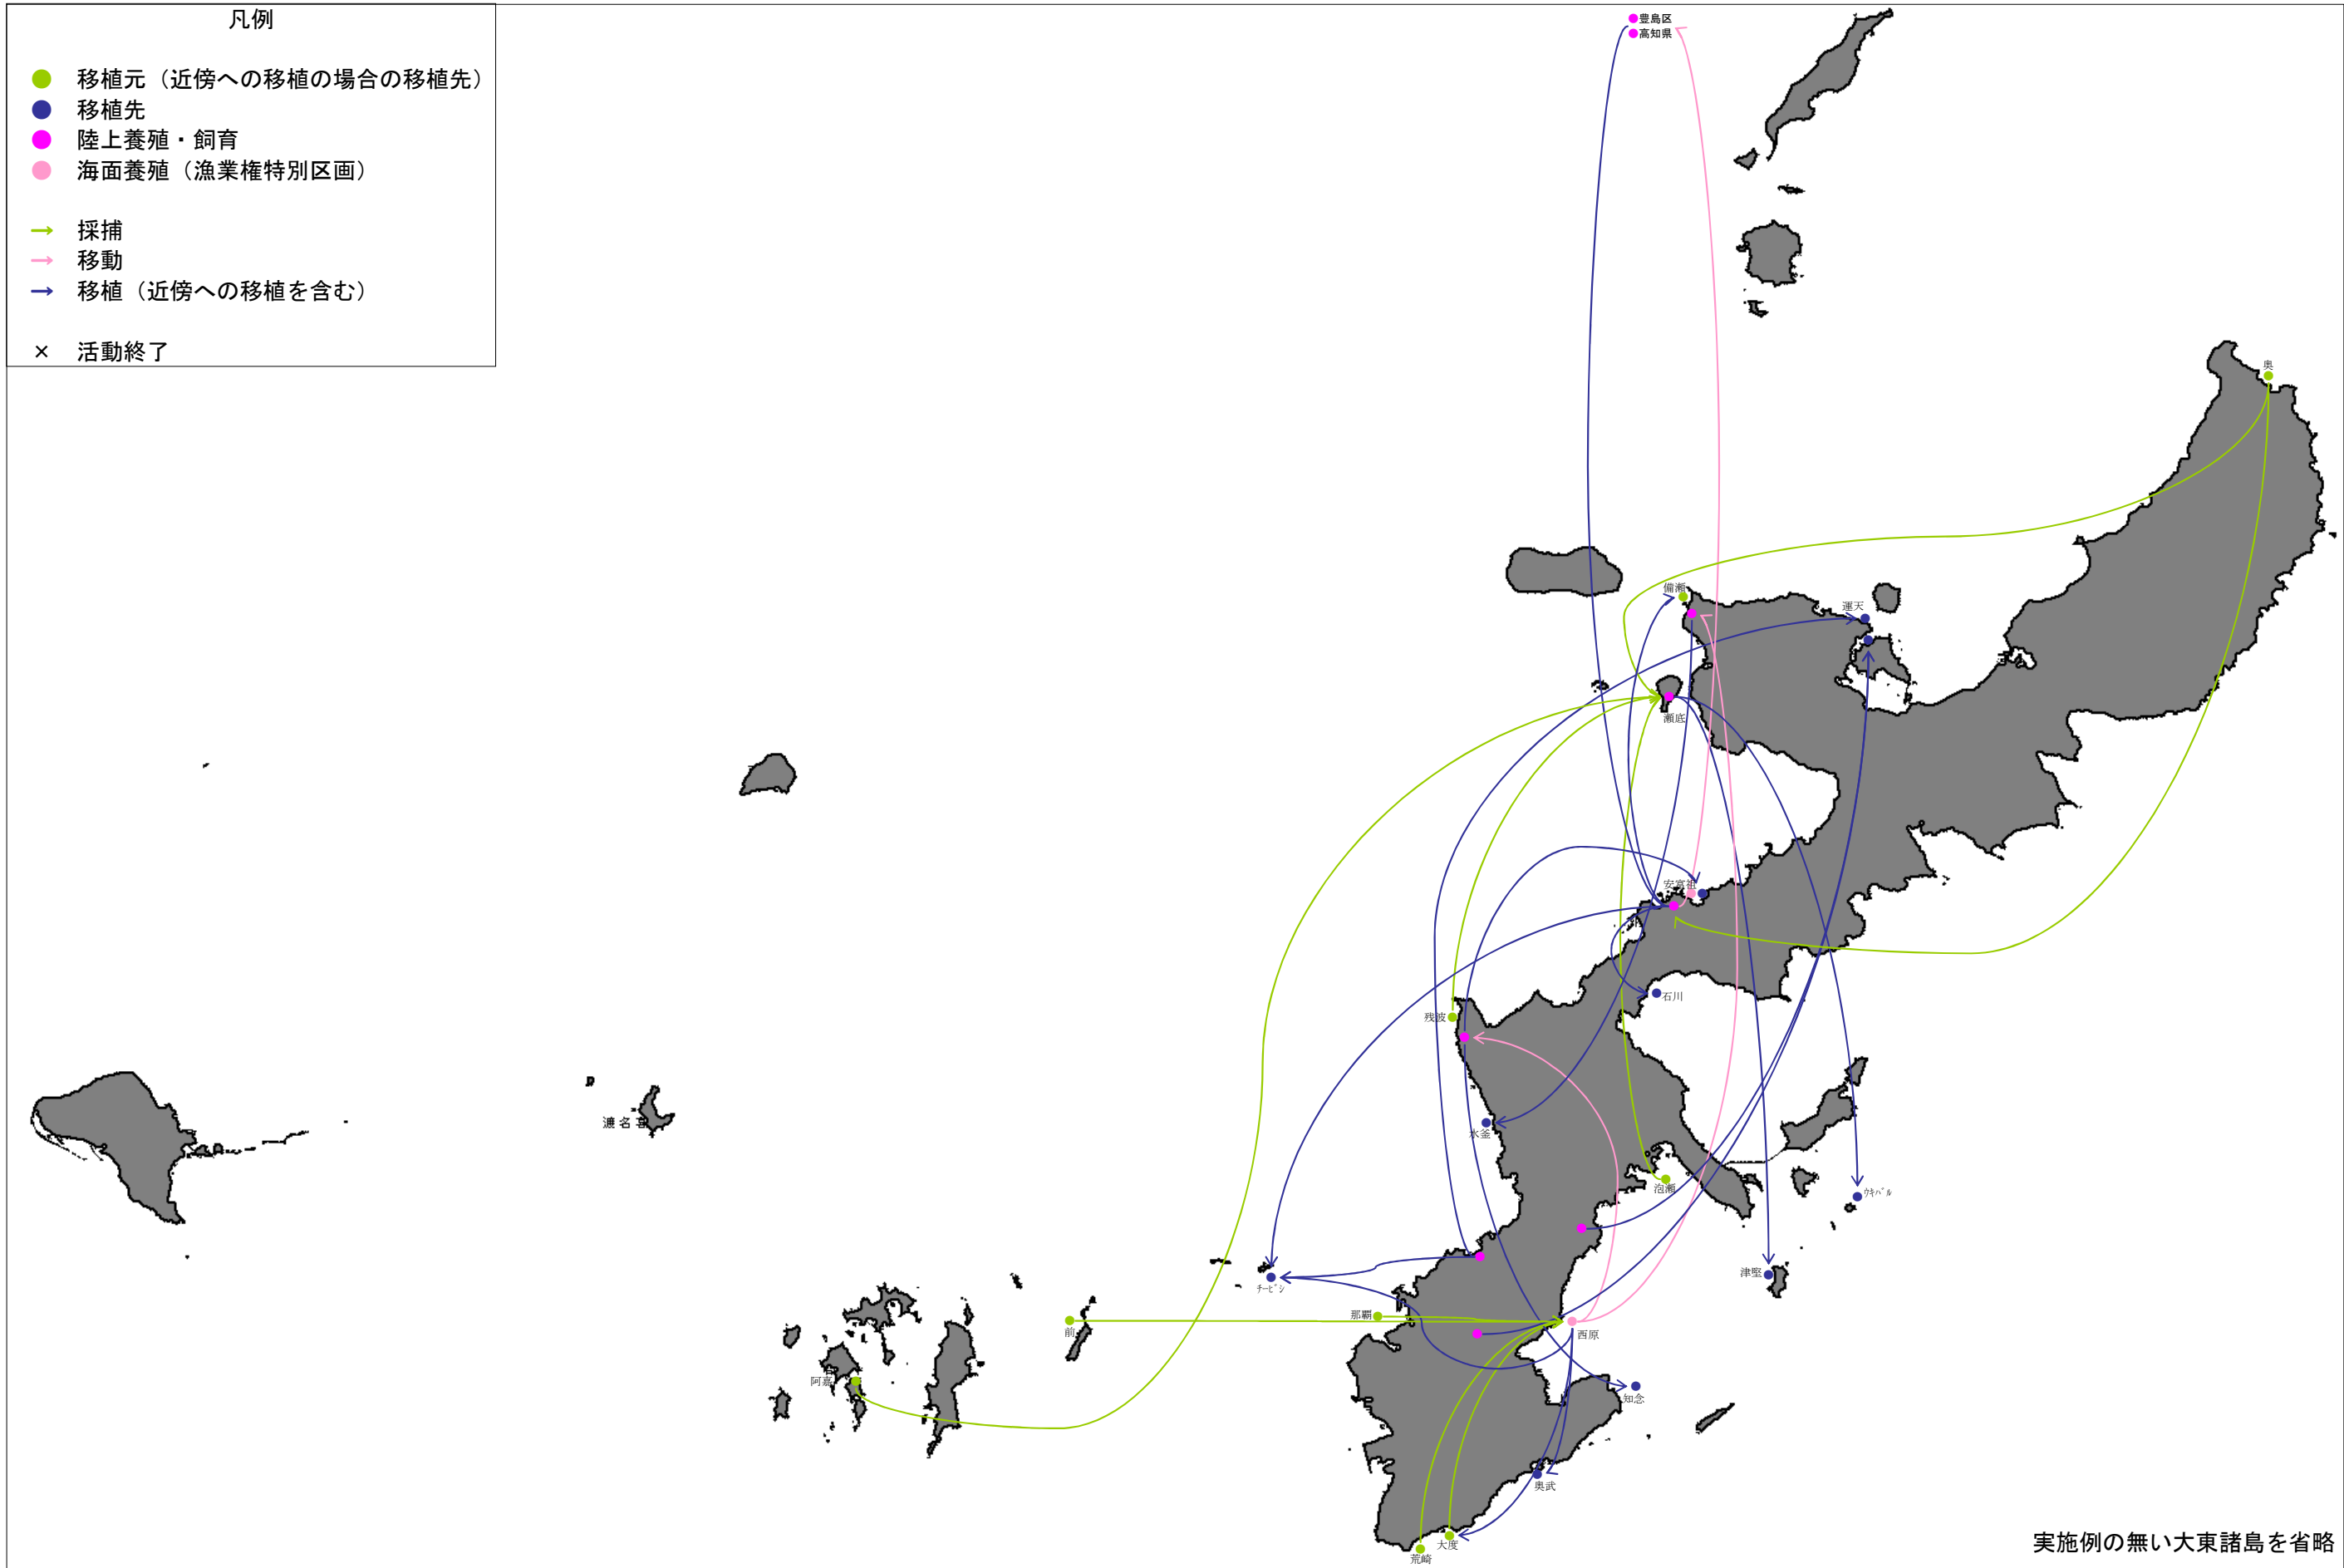 凡例
移植元（近傍への移植の場合の移植先）
移植先
陸上養殖・飼育
海面養殖（漁業権特別区画）
採捕
移動
移植（近傍への移植を含む）
× 活動終了
豊島区
高知県
奥
備瀬
運天
瀬底
安富祖
石川
残波
渡名喜
水釜
泡瀬
ｳｷﾊﾞﾙ
津堅
ﾁｰﾋﾞｼ
那覇
前
西原
阿嘉
知念
奥武
大度
荒崎
実施例の無い大東諸島を省略